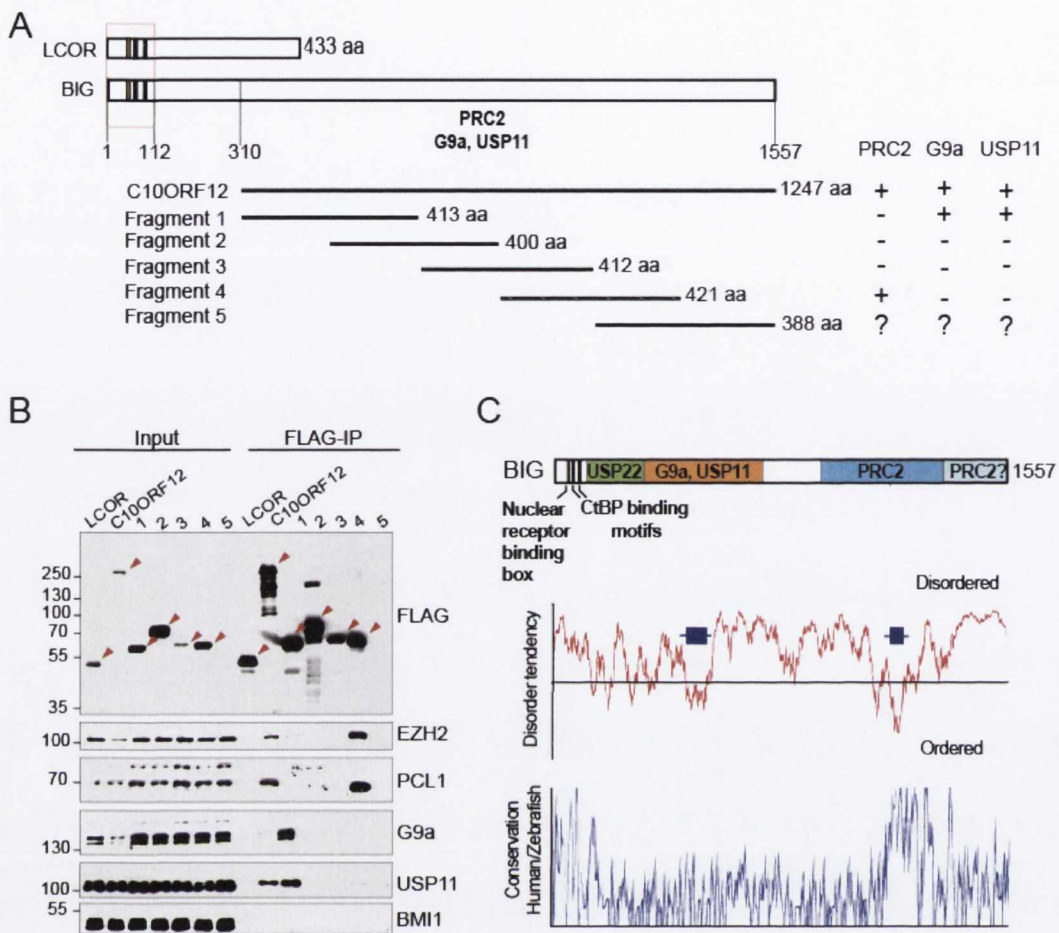 A
LCOR 433 aa
BIG
PRC2
G9a, USP11
1 112 310 1557 PRC2 G9a USP11
C10ORF12 1247 aa + + +
Fragment 1 413 aa - + +
Fragment 2 400 aa - - -
Fragment 3 412 aa - - -
Fragment 4 421 aa + - -
Fragment 5 388 aa ? ? ?
B
Input FLAG-IP
LCOR C10ORF12 1 2 3 4 5 LCOR C10ORF12 1 2 3 4 5
250
130
100
70
55
35
FLAG
100 EZH2
70 PCL1
130 G9a
100 USP11
55 BMI1
C
BIG USP22 G9a, USP11 PRC2 PRC2? 1557
Nuclear
receptor
binding
box
CtBP binding
motifs
Disorder tendency
Disordered
Ordered
Conservation
Human/Zebrafish